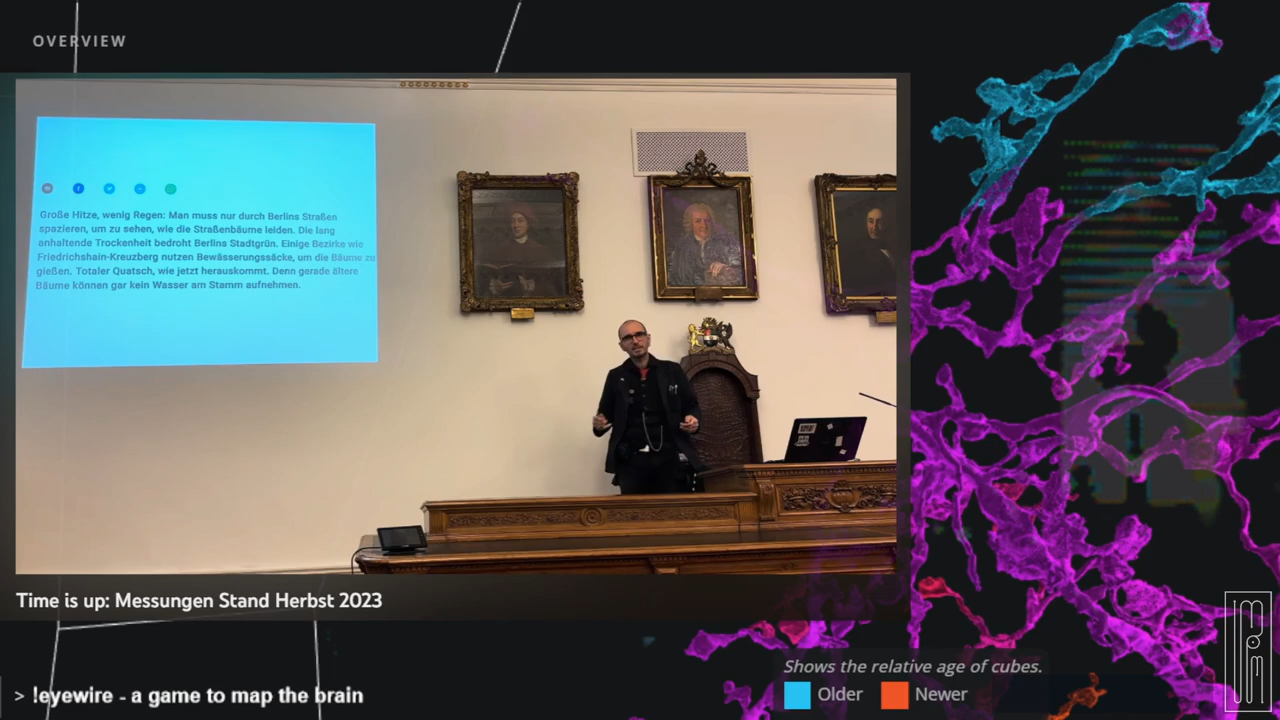 OVERVIEW
Große Hitze, wenig Regen: Man muss nur durch Berlins Straßen
spazieren, um zu sehen, wie die Straßenbäume leiden. Die lang
anhaltende Trockenheit bedroht Berlins Stadtgrün. Einige Bezirke wie
Friedrichshain-Kreuzberg nutzen Bewässerungssäcke, um die Bäume zu
gießen. Totaler Quatsch, wie jetzt herauskommt. Denn gerade ältere
Bäume können gar kein Wasser am Stamm aufnehmen.
Time is up: Messungen Stand Herbst 2023
Shows the relative age of cubes.
Older Newer
> !eyewire - a game to map the brain